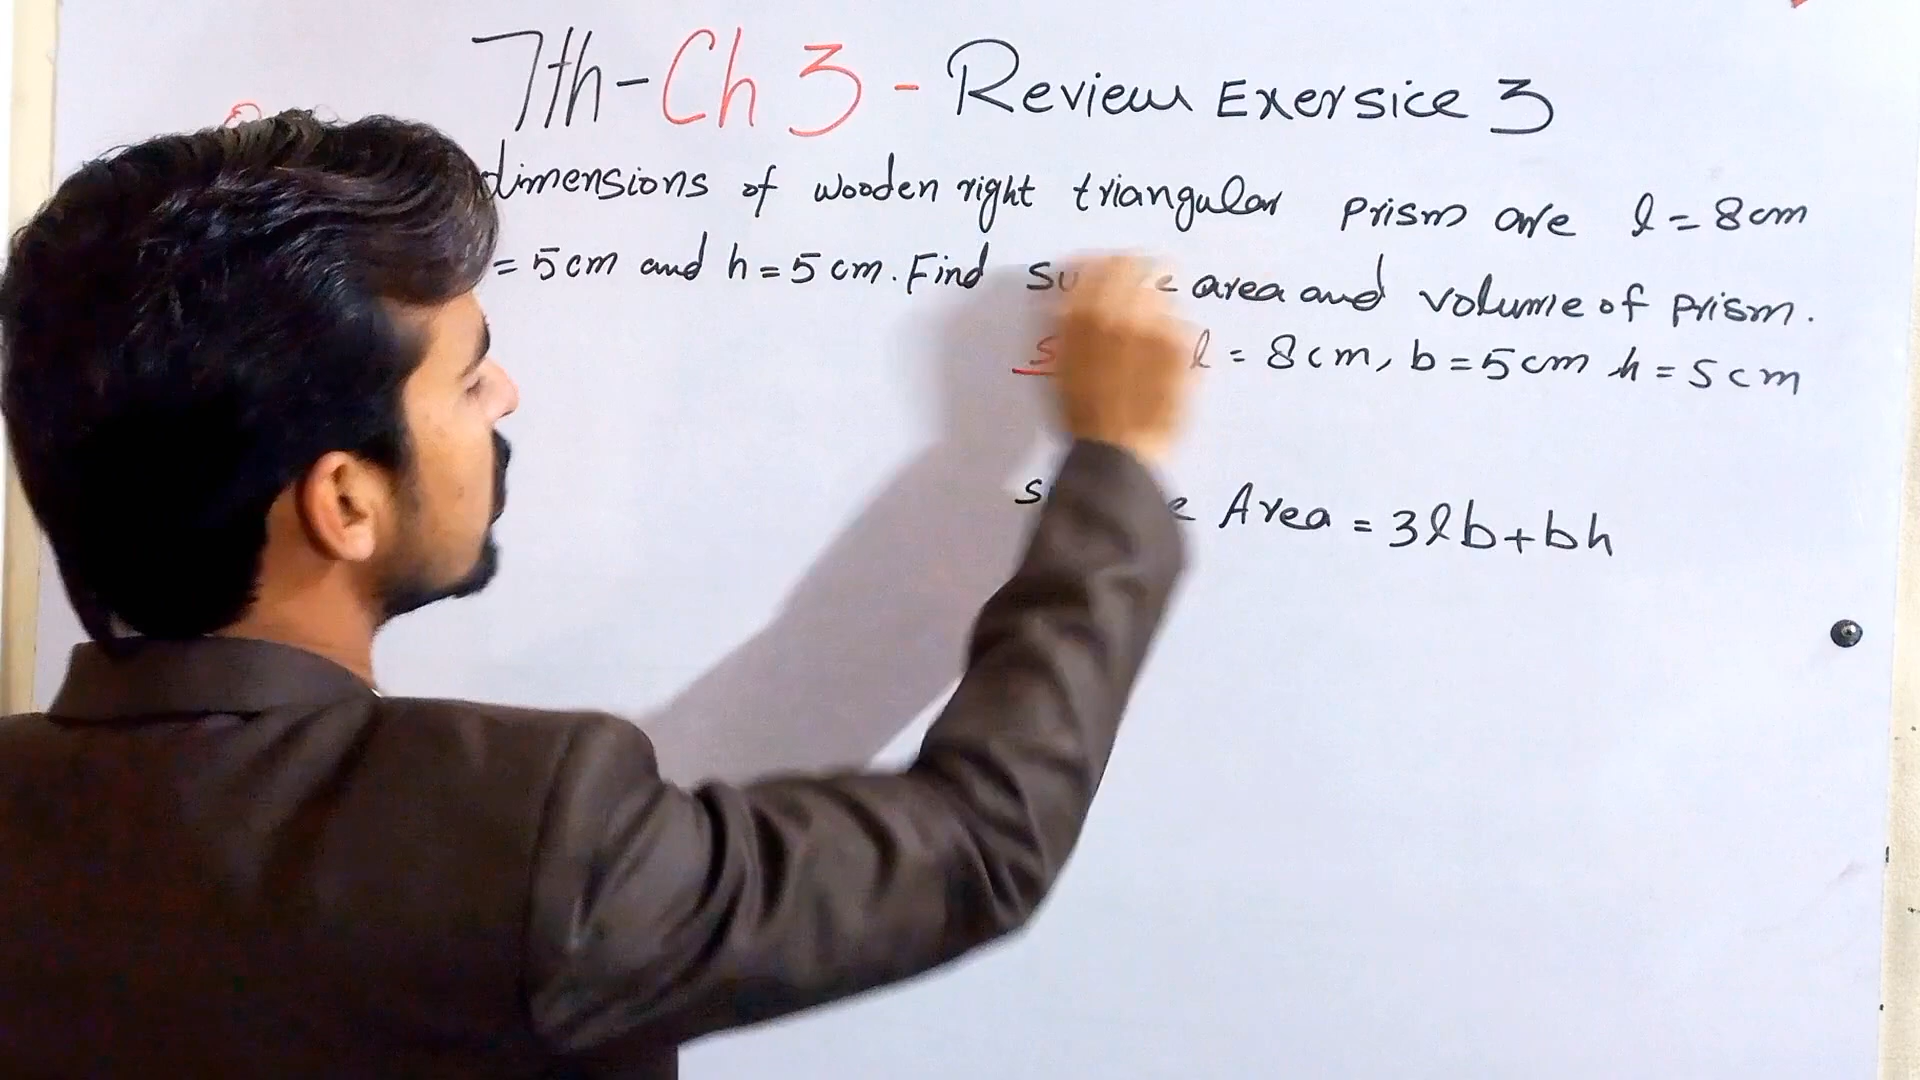 7th-Ch 3 - Review Exersice 3
dimensions of wooden right triangular prism are l = 8cm
= 5cm and h = 5 cm. Find area and volume of prism.
l = 8cm, b = 5cm h = 5cm
Area = 3lb+bh